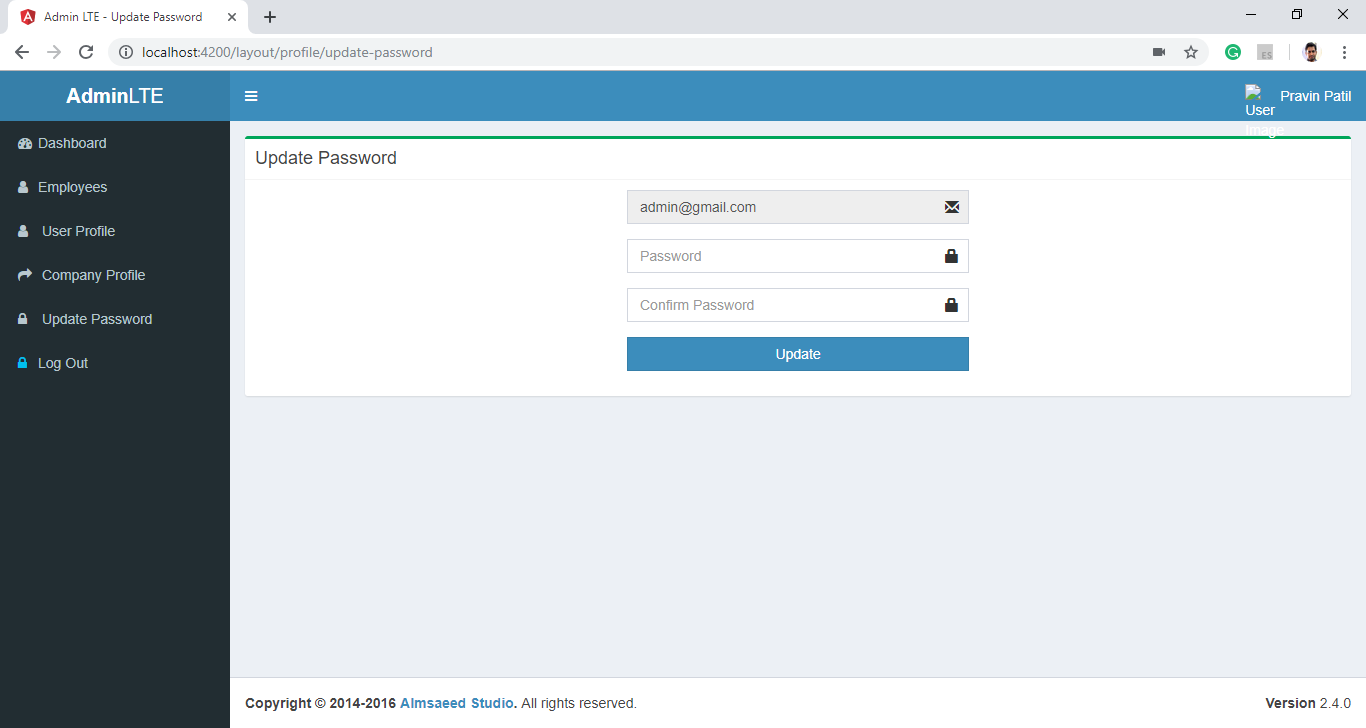 Admin LTE - Update Password
localhost:4200/layout/profile/update-password
ES
AdminLTE
User Image
Pravin Patil
Dashboard
Employees
User Profile
Company Profile
Update Password
Log Out
Update Password
admin@gmail.com
Password
Confirm Password
Update
Copyright © 2014-2016 Almsaeed Studio. All rights reserved.
Version 2.4.0